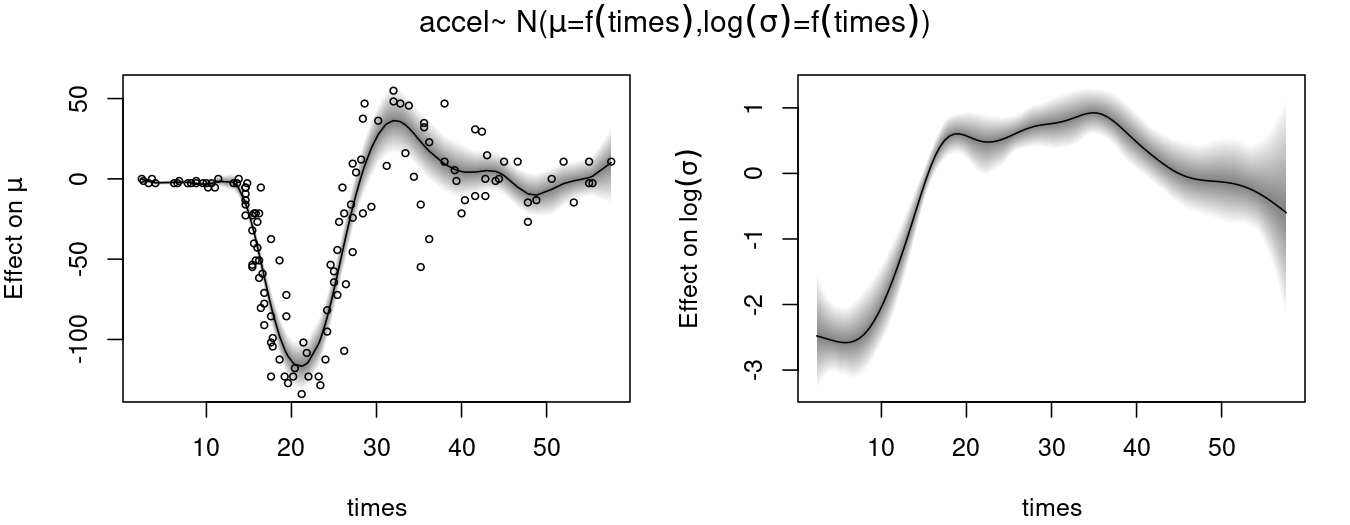 accel~ N(μ=f(times),log(σ)=f(times))
Effect on μ
50
0
-50
-100
10 20 30 40 50
times
Effect on log(σ)
1
0
-1
-2
-3
10 20 30 40 50
times